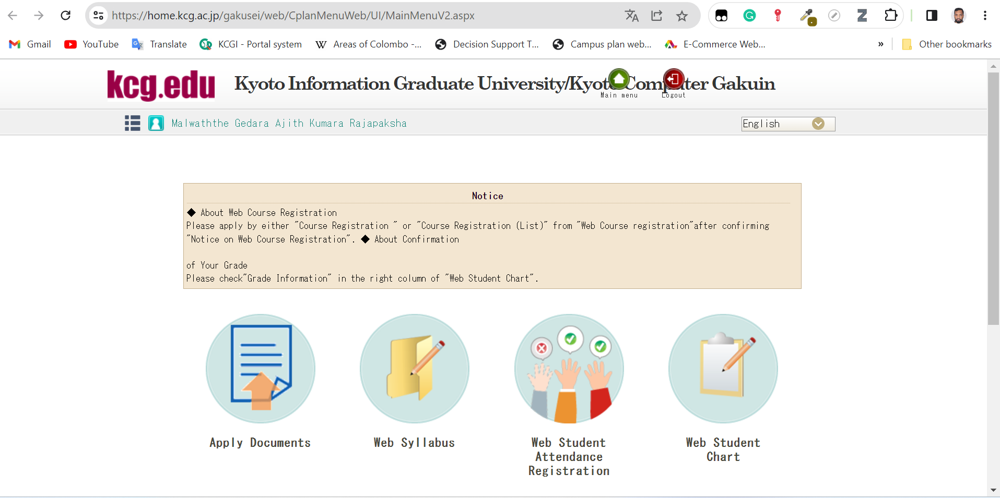 https://home.kcg.ac.jp/gakusei/web/CplanMenuWeb/UI/MainMenuV2.aspx
Gmail YouTube Translate KCGI - Portal system Areas of Colombo -... Decision Support T... Campus plan web... E-Commerce Web... » Other bookmarks
kcg.edu Kyoto Information Graduate University/Kyoto Computer Gakuin
Main menu Logout
Malwaththe Gedara Ajith Kumara Rajapaksha English
Notice
◆ About Web Course Registration
Please apply by either "Course Registration " or "Course Registration (List)" from "Web Course registration"after confirming
"Notice on Web Course Registration". ◆ About Confirmation
of Your Grade
Please check"Grade Information" in the right column of "Web Student Chart".
Apply Documents
Web Syllabus
Web Student
Attendance
Registration
Web Student
Chart